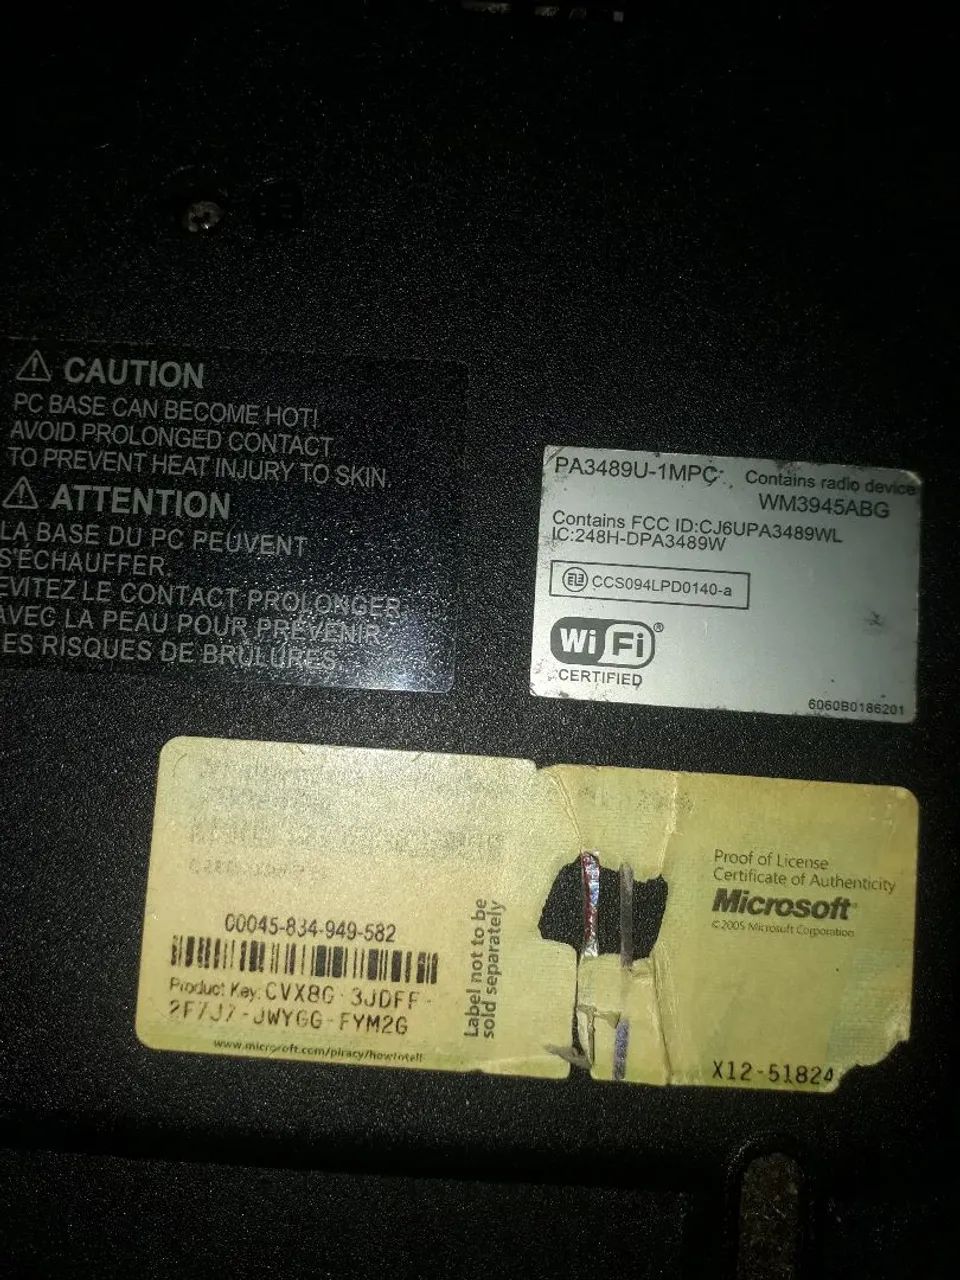 CAUTION
PC BASE CAN BECOME HOT!
AVOID PROLONGED CONTACT
TO PREVENT HEAT INJURY TO SKIN.
ATTENTION
LA BASE DU PC PEUVENT
S'ÉCHAUFFER.
EVITEZ LE CONTACT PROLONGER
AVEC LA PEAU POUR PRÉVENIR
ES RISQUES DE BRÛLURES.
PA3489U-1MPC Contains radio device
WM3945ABG
Contains FCC ID:CJ6UPA3489WL
IC:248H-DPA3489W
CCS094LPD0140-a
Wi Fi®
CERTIFIED
6060B0186201
00045-834-949-582
Product Key: CVX8G-3JDFF-
2F7J7-JWYGG-FYM2G
www.microsoft.com/piracy/howtotell
Label not to be
sold separately
Proof of License
Certificate of Authenticity
Microsoft®
©2005 Microsoft Corporation
X12-51824